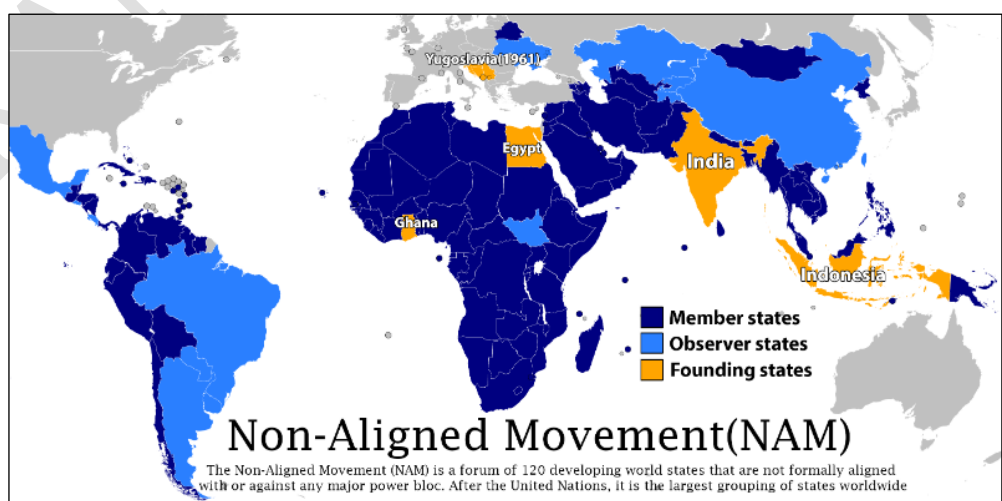 Yugoslavia(1961)
Egypt
India
Ghana
Indonesia
Member states
Observer states
Founding states
Non-Aligned Movement(NAM)
The Non-Aligned Movement (NAM) is a forum of 120 developing world states that are not formally aligned
with or against any major power bloc. After the United Nations, it is the largest grouping of states worldwide